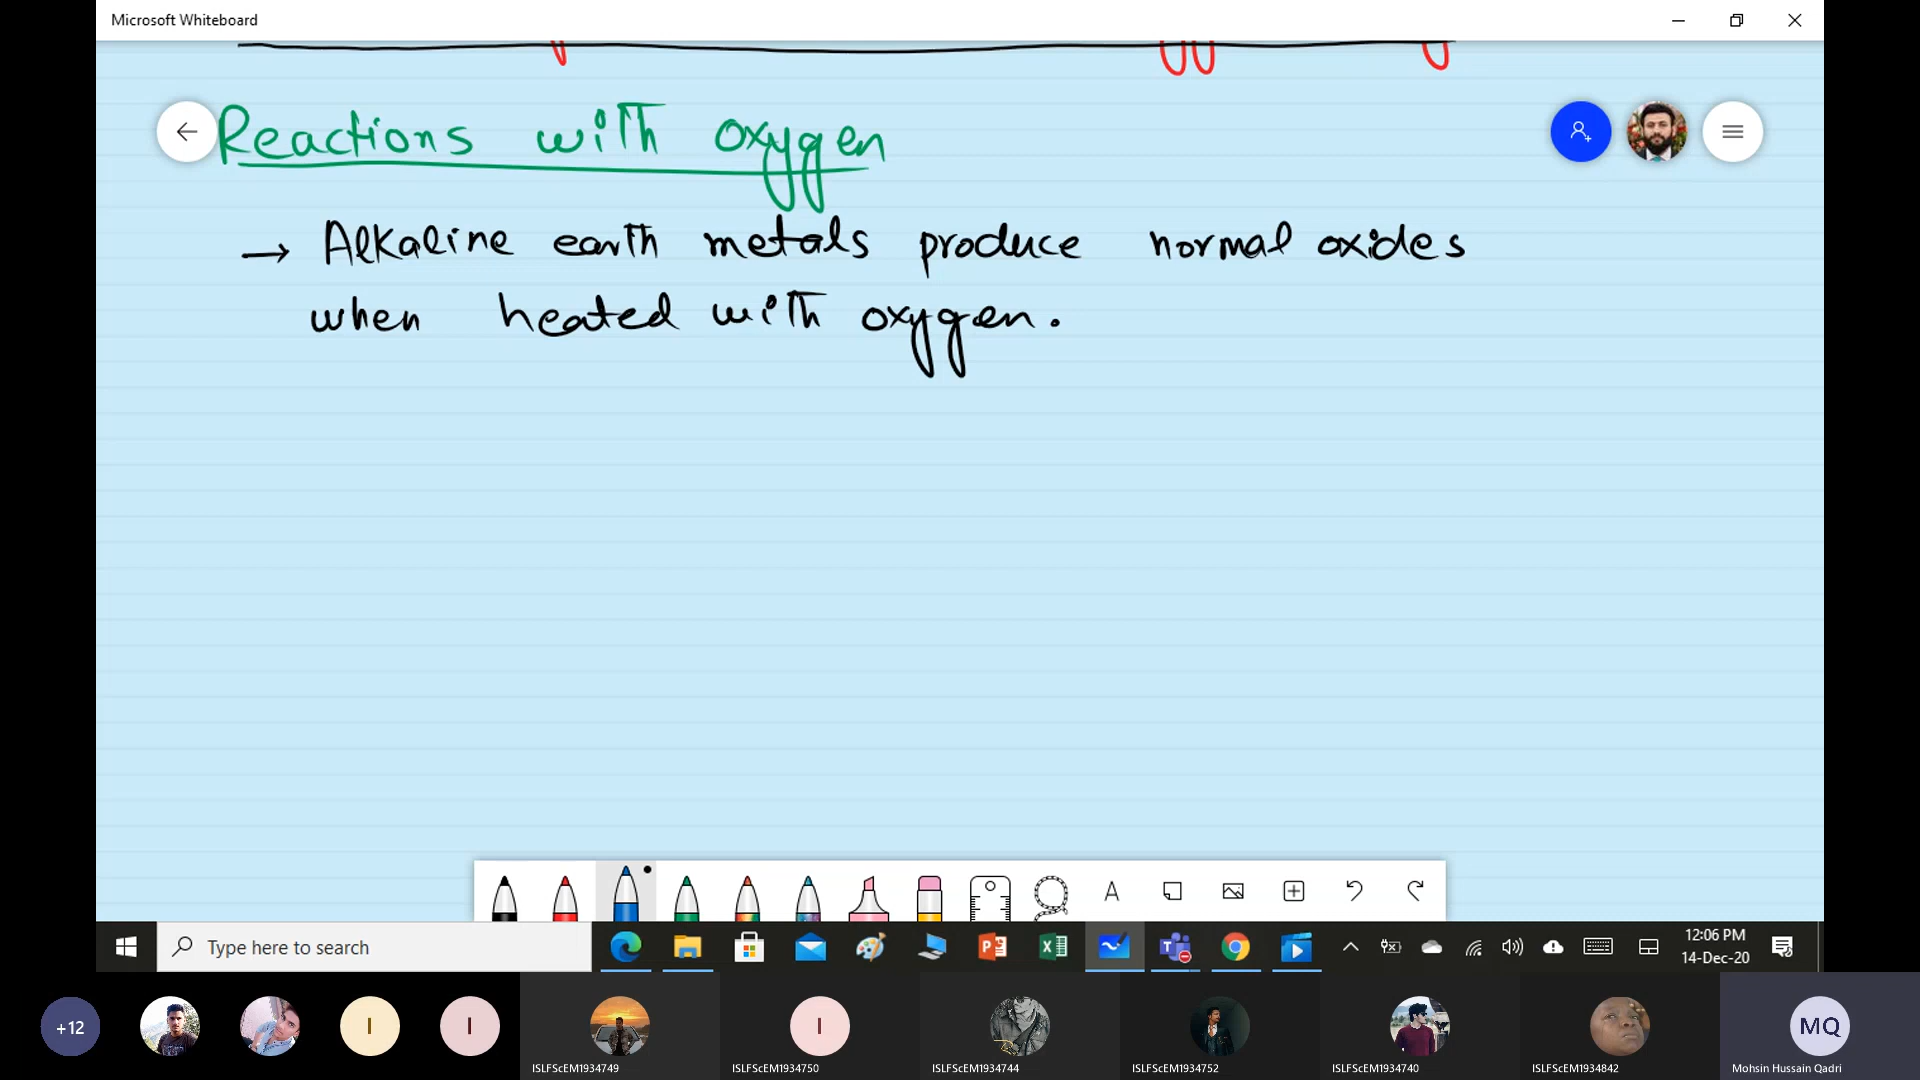 Microsoft Whiteboard
Reactions with oxygen
→ Alkaline earth metals produce normal oxides
when heated with oxygen.
A
Type here to search
12:06 PM
14-Dec-20
+12
I
I
I
MQ
ISLFScEM1934749
ISLFScEM1934750
ISLFScEM1934744
ISLFScEM1934752
ISLFScEM1934740
ISLFScEM1934842
Mohsin Hussain Qadri